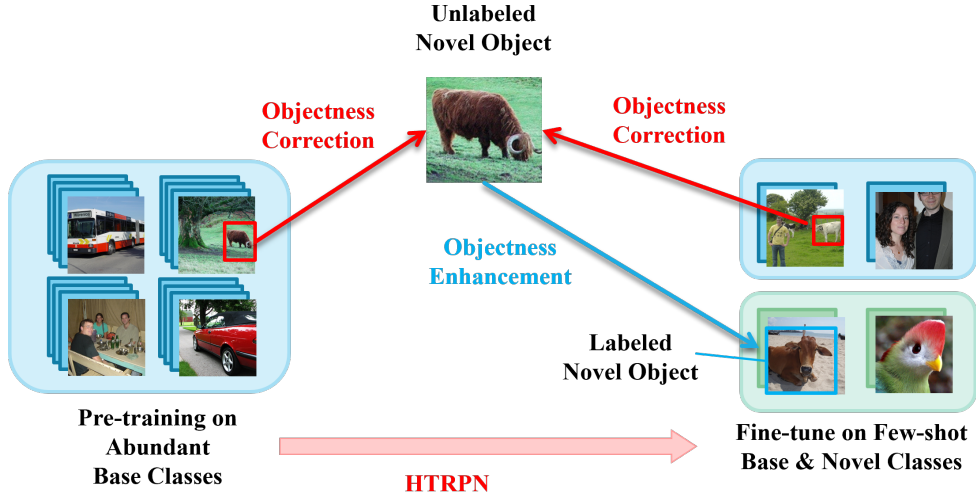 Unlabeled
Novel Object
Objectness
Correction
Objectness
Correction
Objectness
Enhancement
Labeled
Novel Object
Pre-training on
Abundant
Base Classes
Fine-tune on Few-shot
Base & Novel Classes
HTRPN